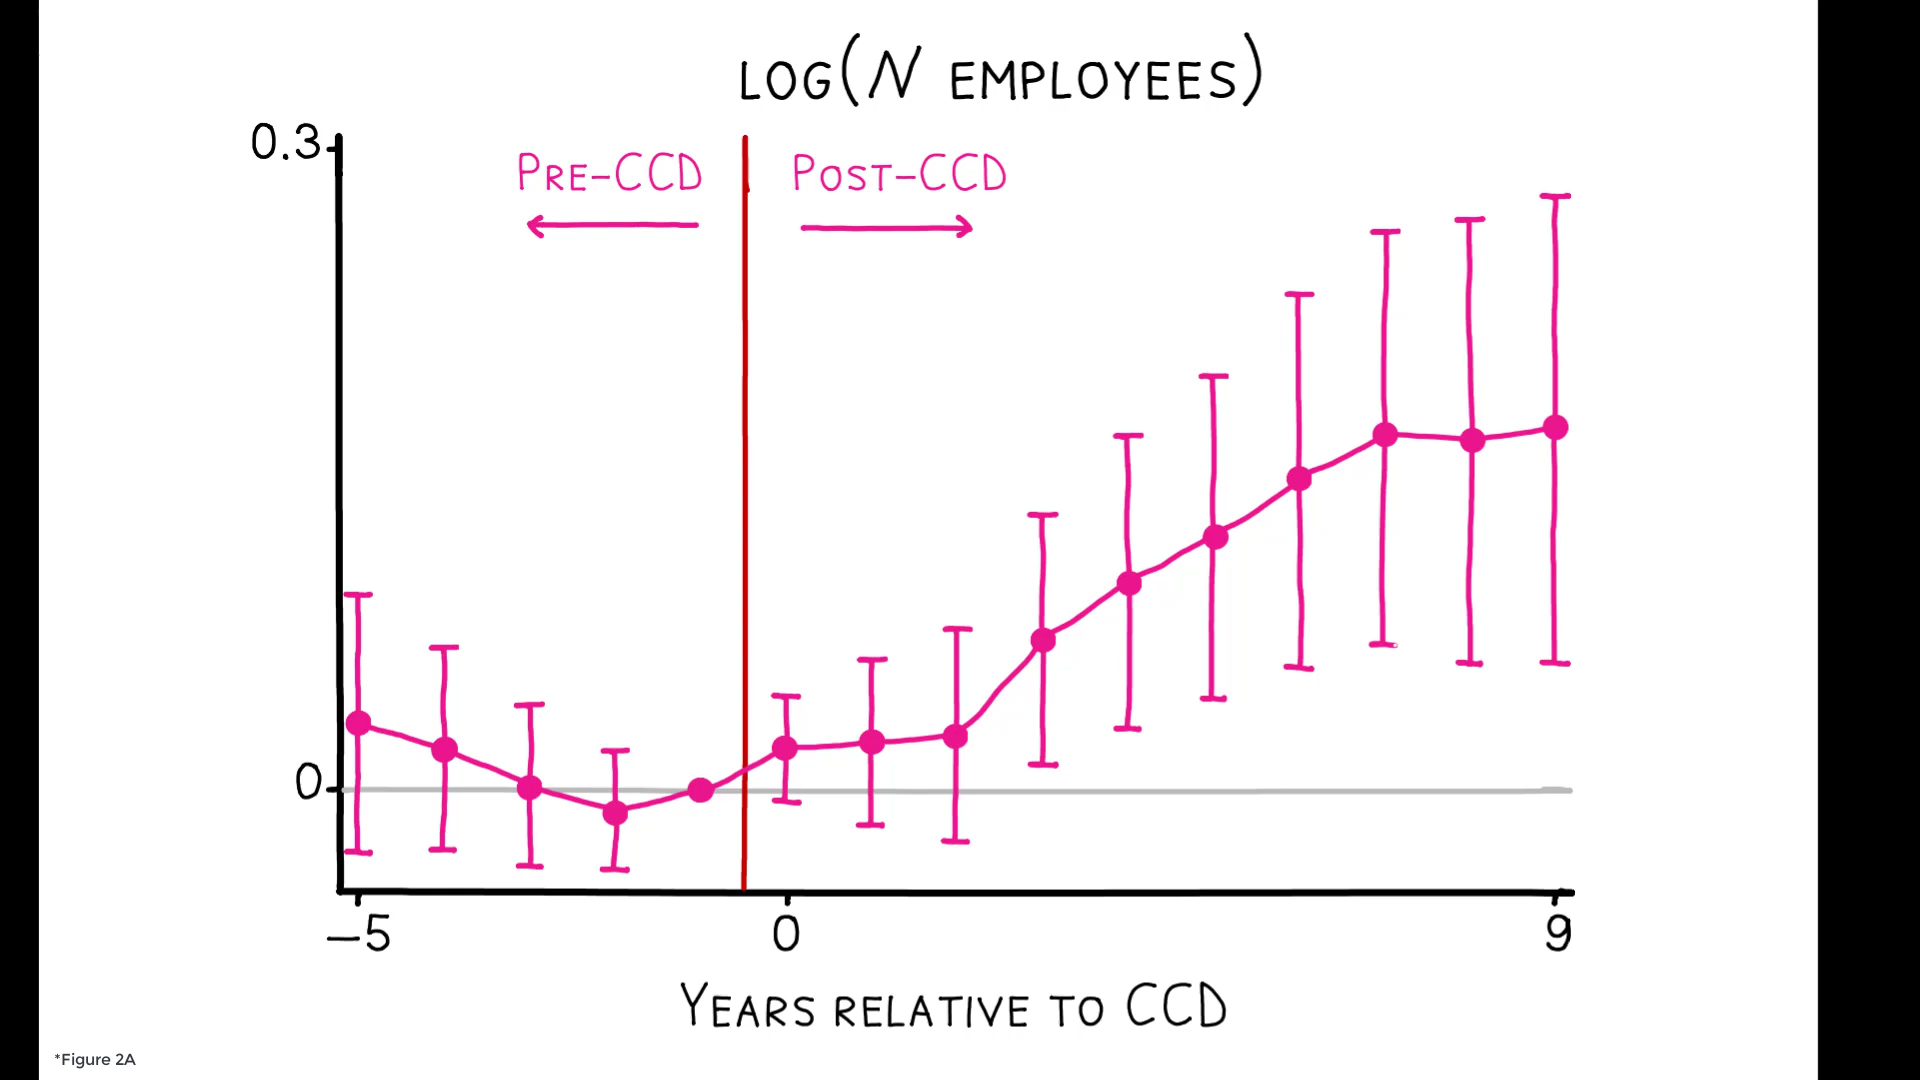 LOG(N EMPLOYEES)
0.3
PRE-CCD
POST-CCD
0
-5
0
9
YEARS RELATIVE TO CCD
*Figure 2A